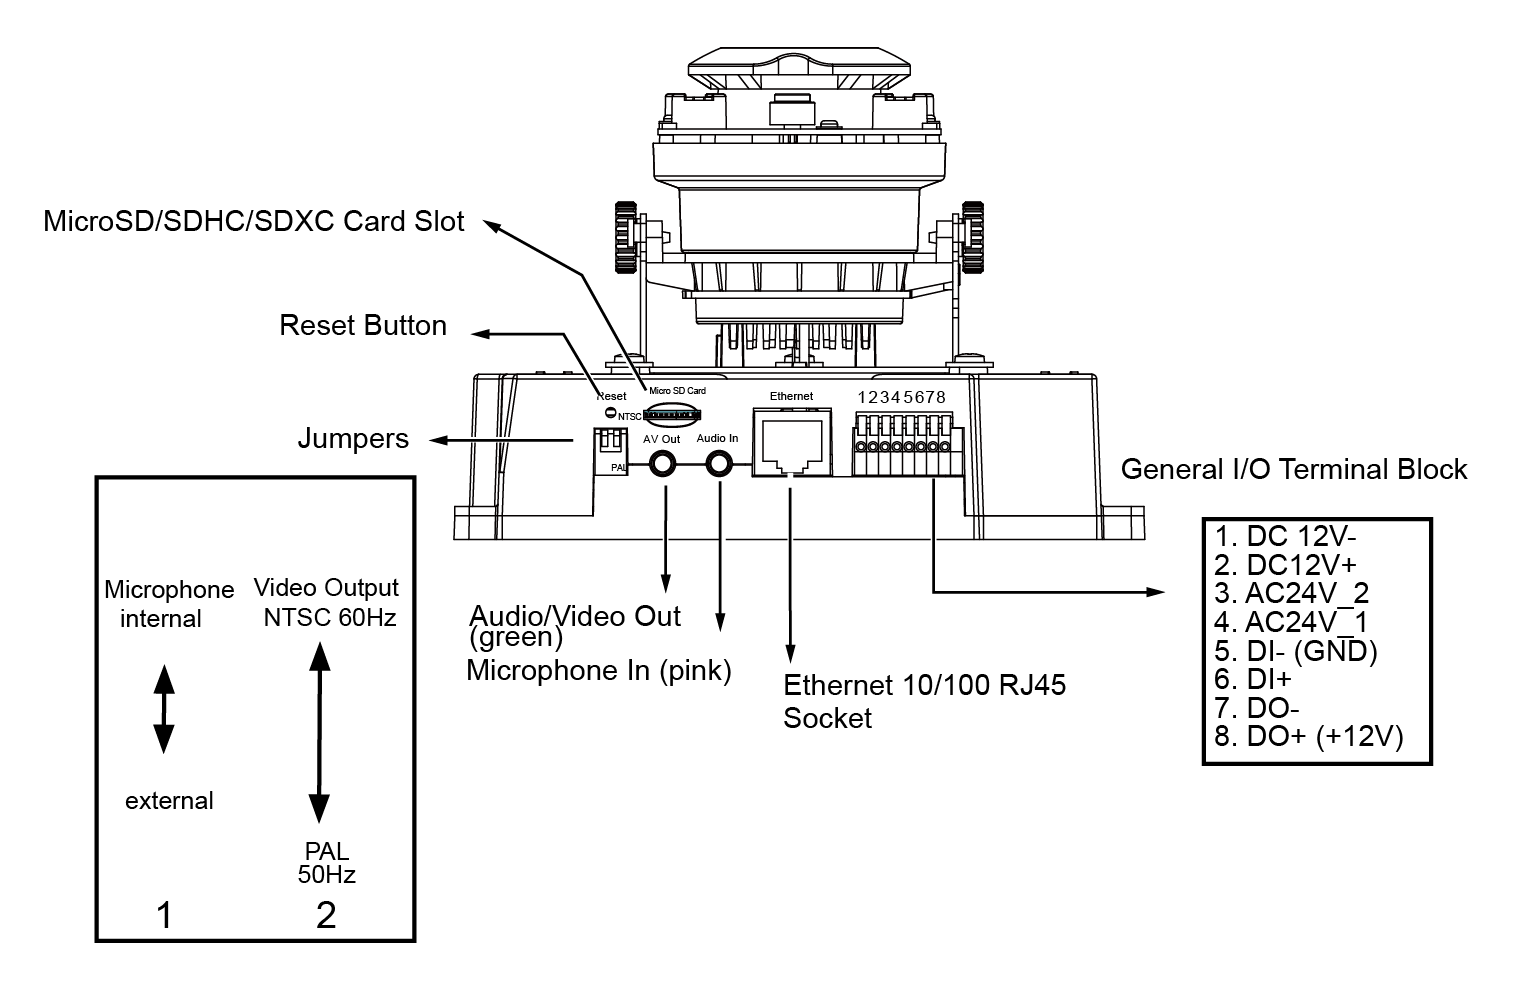 MicroSD/SDHC/SDXC Card Slot
Reset Button
Jumpers
Reset
Micro SD Card
NTSC
PAL
AV Out
Audio In
Ethernet
12345678
General I/O Terminal Block
1. DC 12V-
2. DC12V+
3. AC24V_2
4. AC24V_1
5. DI- (GND)
6. DI+
7. DO-
8. DO+ (+12V)
Audio/Video Out
(green)
Microphone In (pink)
Ethernet 10/100 RJ45
Socket
Microphone
internal
external
1
Video Output
NTSC 60Hz
PAL
50Hz
2